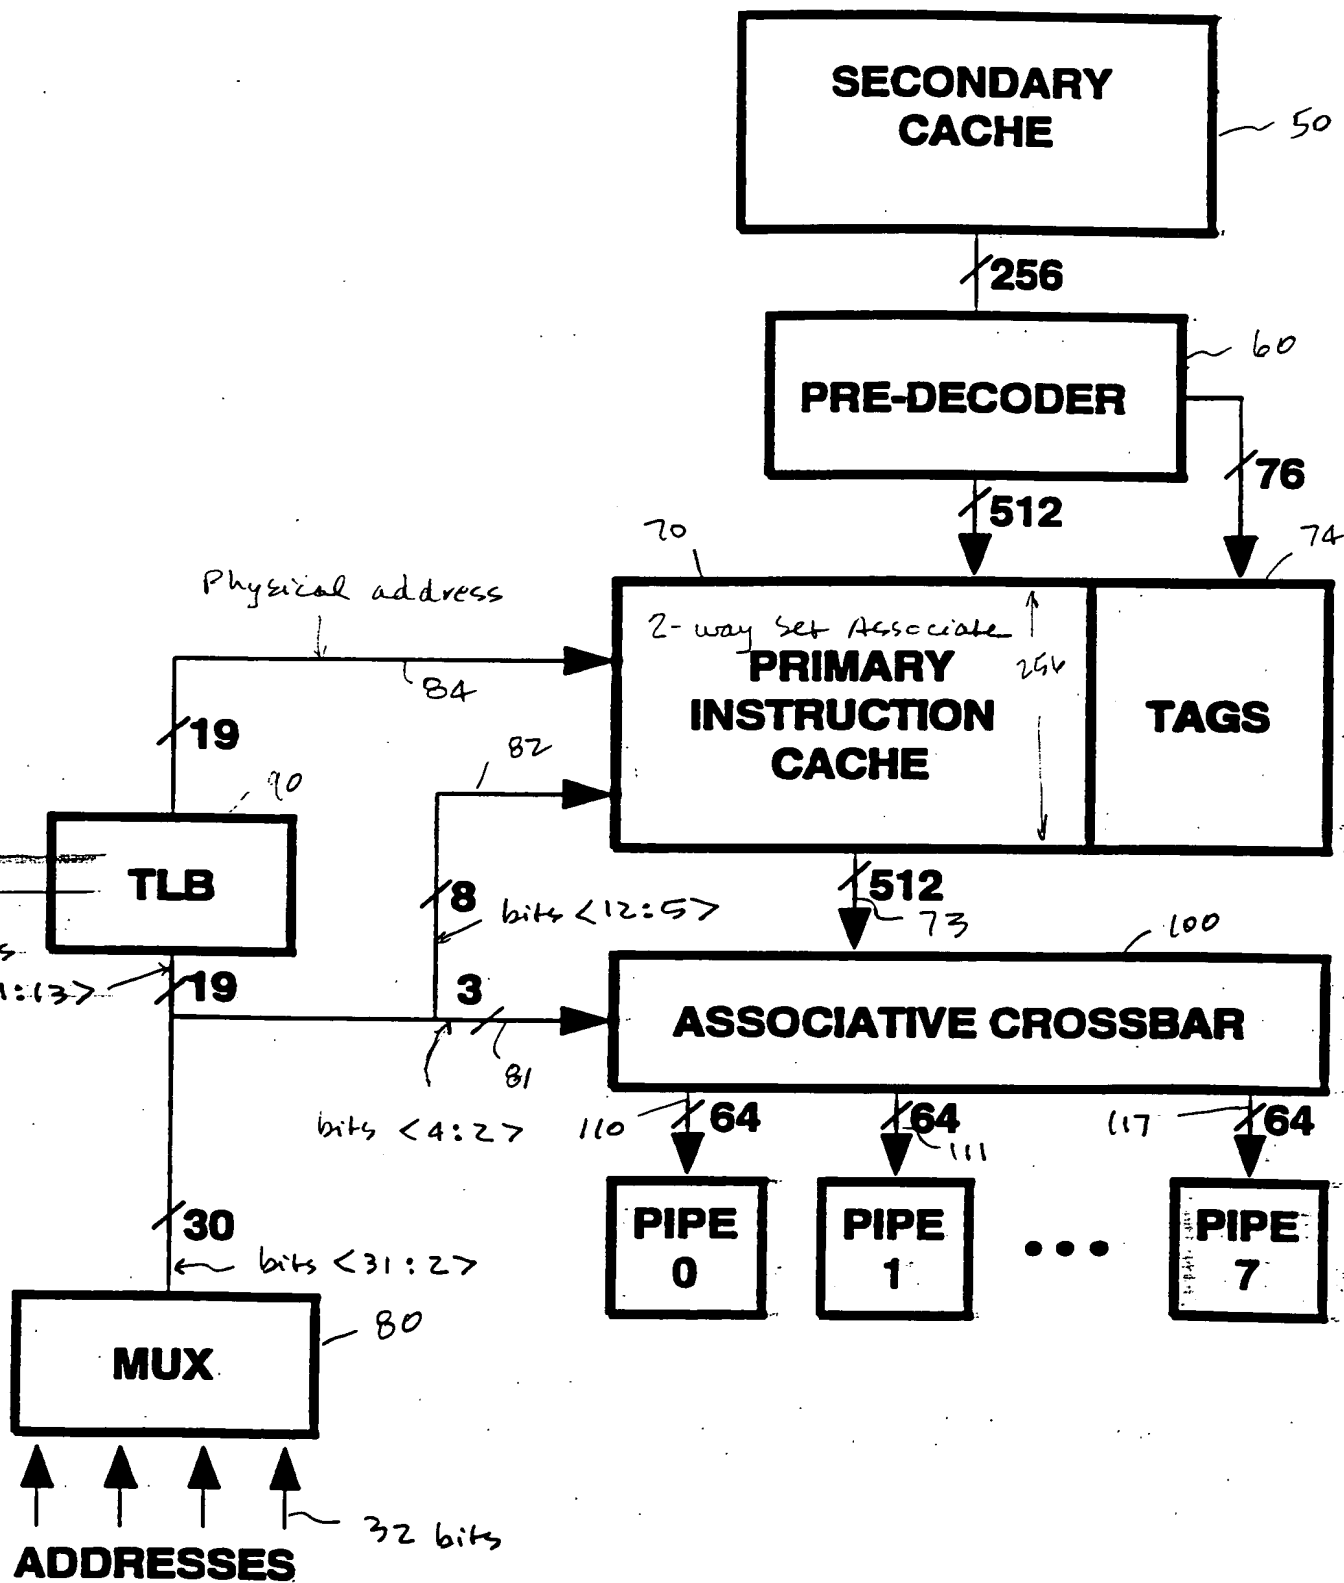 SECONDARY
CACHE
50
256
PRE-DECODER
60
76
512
70
74
Physical address
2-way Set Associate
PRIMARY
INSTRUCTION
CACHE
256
TAGS
84
19
82
90
TLB
8
bits <12:5>
512
73
100
19
3
ASSOCIATIVE CROSSBAR
81
bits <4:2>
110
64
64
111
117
64
PIPE
0
PIPE
1
PIPE
7
30
bits <31:2>
MUX
80
32 bits
ADDRESSES